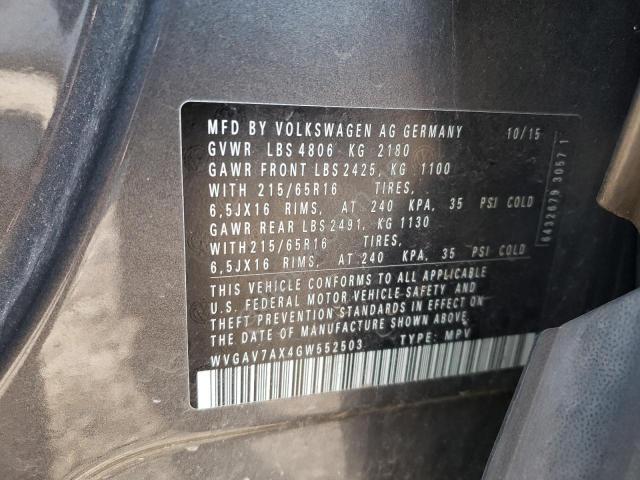 MFD BY VOLKSWAGEN AG GERMANY 10/15
GVWR LBS 4806 KG 2180
GAWR FRONT LBS 2425, KG 1100
WITH 215/65R16 TIRES,
6,5JX16 RIMS, AT 240 KPA, 35 PSI COLD
GAWR REAR LBS 2491, KG 1130
WITH 215/65R16 TIRES,
6,5JX16 RIMS, AT 240 KPA, 35 PSI COLD
THIS VEHICLE CONFORMS TO ALL APPLICABLE
U.S. FEDERAL MOTOR VEHICLE SAFETY AND
THEFT PREVENTION STANDARDS IN EFFECT ON
THE DATE OF MANUFACTURE SHOWN ABOVE.
WVGAV7AX4GW552503 TYPE: MPV
6432679 3057 1